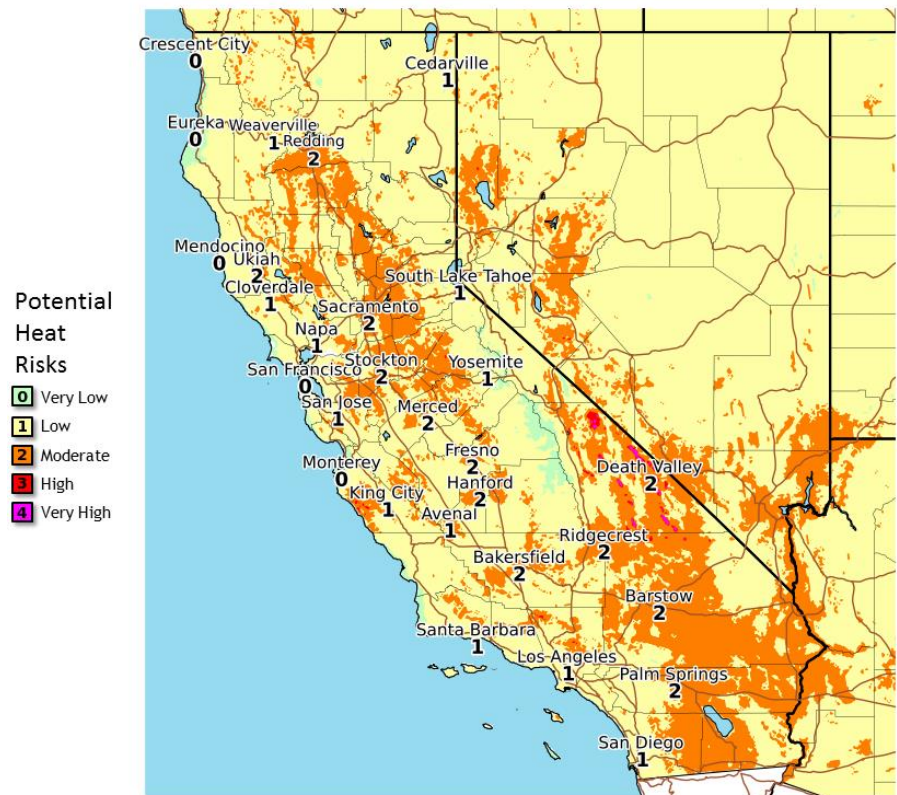 Crescent City
0
Cedarville
1
Eureka
0
Weaverville
1
Redding
2
Mendocino
0
Ukiah
2
Cloverdale
1
South Lake Tahoe
1
Sacramento
2
Napa
1
Stockton
2
Yosemite
1
San Francisco
0
San Jose
1
Merced
2
Fresno
2
Death Valley
2
Monterey
0
Hanford
2
King City
1
Avenal
1
Ridgecrest
2
Bakersfield
2
Barstow
2
Santa Barbara
1
Los Angeles
1
Palm Springs
2
San Diego
1
Potential
Heat
Risks
0 Very Low
1 Low
2 Moderate
3 High
4 Very High